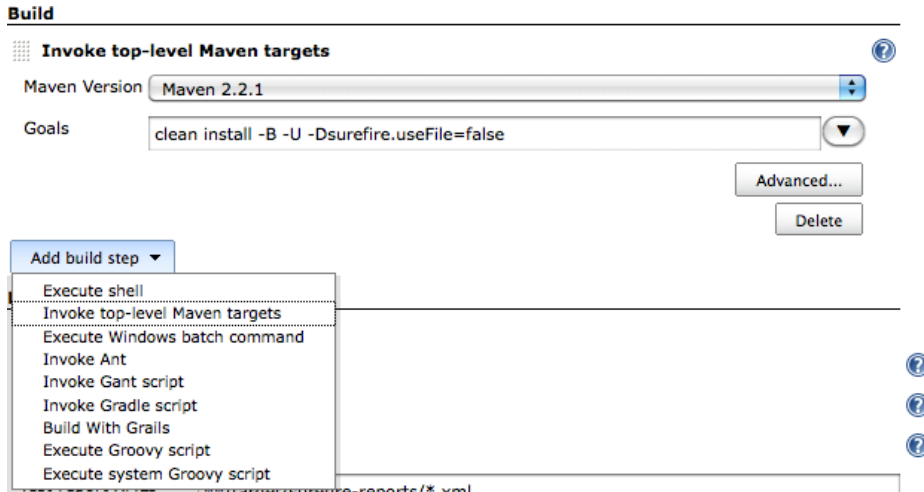 Build
Invoke top-level Maven targets
Maven Version Maven 2.2.1
Goals clean install -B -U -Dsurefire.useFile=false
Advanced...
Delete
Add build step
Execute shell
Invoke top-level Maven targets
Execute Windows batch command
Invoke Ant
Invoke Gant script
Invoke Gradle script
Build With Grails
Execute Groovy script
Execute system Groovy script